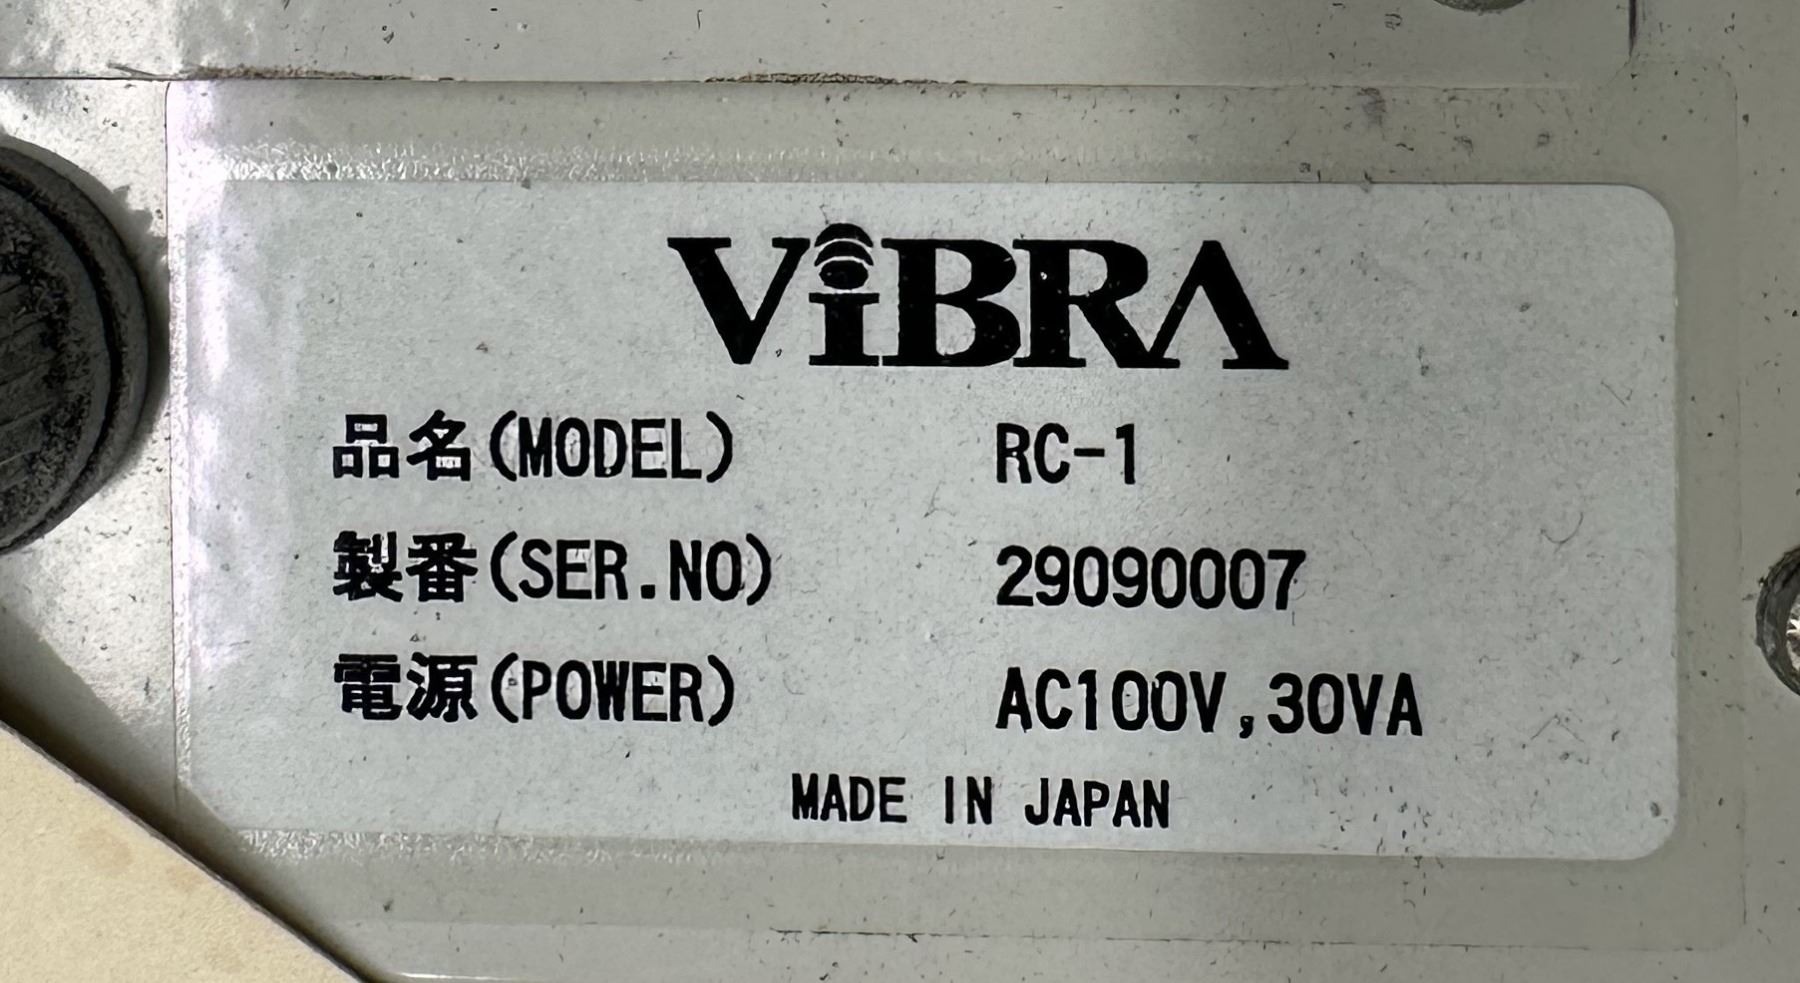 ViBRA
品名(MODEL) RC-1
製番(SER.NO) 29090007
電源(POWER) AC100V,30VA
MADE IN JAPAN